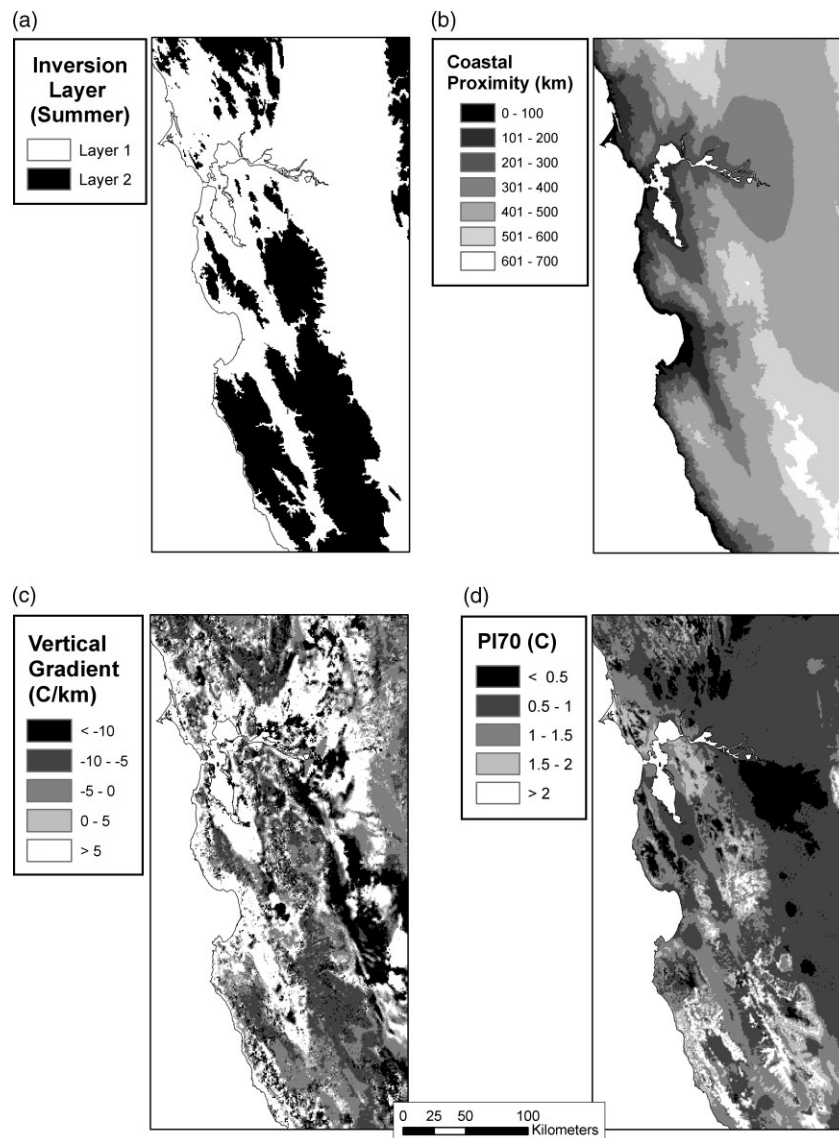 (a)
Inversion
Layer
(Summer)
Layer 1
Layer 2
(b)
Coastal
Proximity (km)
0 - 100
101 - 200
201 - 300
301 - 400
401 - 500
501 - 600
601 - 700
(c)
Vertical
Gradient
(C/km)
< -10
-10 - -5
-5 - 0
0 - 5
> 5
(d)
PI70 (C)
< 0.5
0.5 - 1
1 - 1.5
1.5 - 2
> 2
0 25 50 100
Kilometers